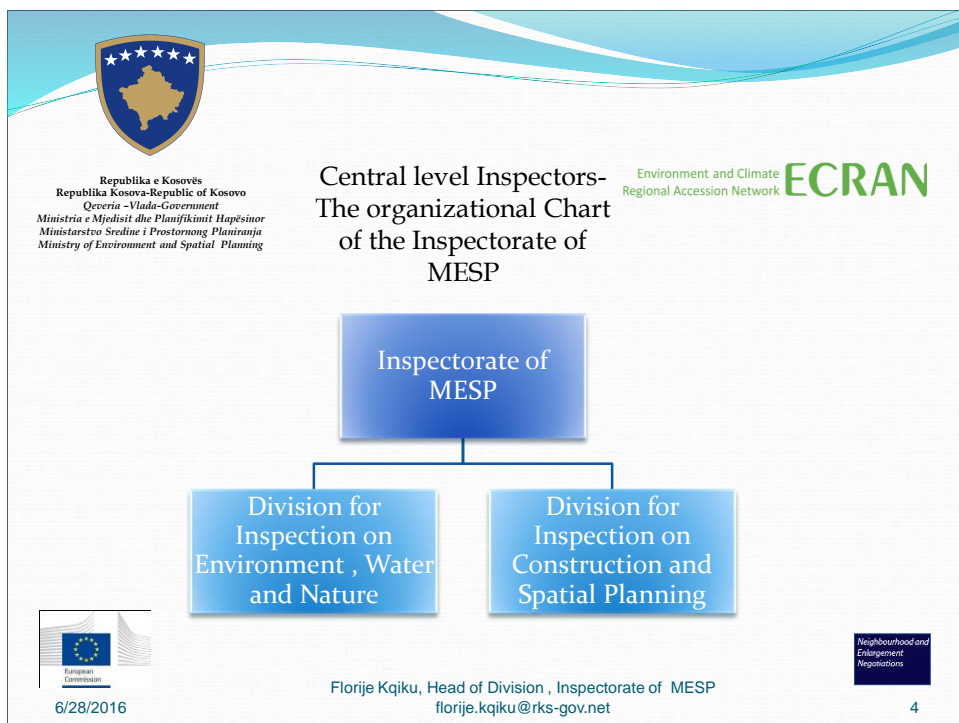 Republika e Kosovës
Republika Kosova-Republic of Kosovo
Qeveria –Vlada-Government
Ministria e Mjedisit dhe Planifikimit Hapësinor
Ministarstvo Sredine i Prostornong Planiranja
Ministry of Environment and Spatial Planning
Central level Inspectors-
The organizational Chart
of the Inspectorate of
MESP
Environment and Climate
Regional Accession Network
ECRAN
Inspectorate of
MESP
Division for
Inspection on
Environment , Water
and Nature
Division for
Inspection on
Construction and
Spatial Planning
European
Commission
Neighbourhood and
Enlargement
Negotiations
6/28/2016
Florije Kqiku, Head of Division , Inspectorate of MESP
florije.kqiku@rks-gov.net
4